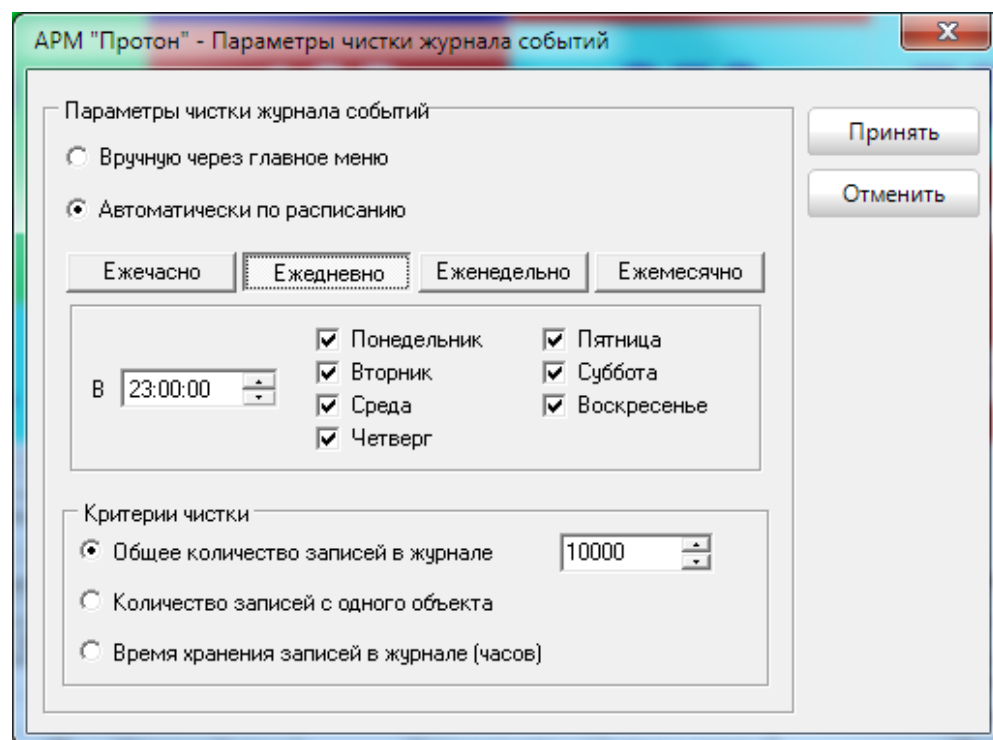 АРМ "Протон" - Параметры чистки журнала событий
Параметры чистки журнала событий
Принять
Вручную через главное меню
Отменить
Автоматически по расписанию
Ежечасно Ежедневно Еженедельно Ежемесячно
Понедельник Пятница
Вторник Суббота
В 23:00:00
Среда Воскресенье
Четверг
Критерии чистки
Общее количество записей в журнале 10000
Количество записей с одного объекта
Время хранения записей в журнале (часов)